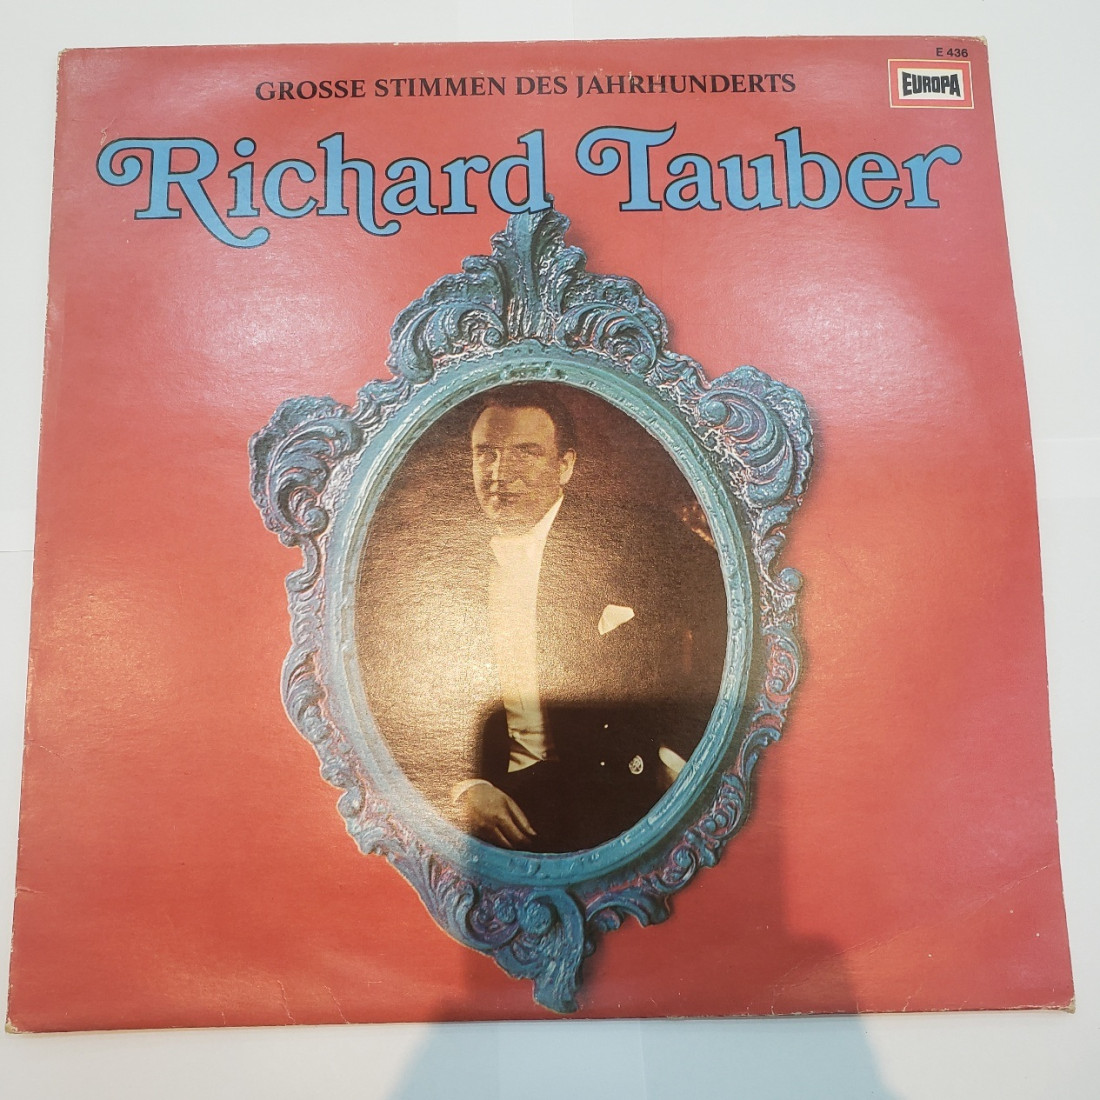 E 436
GROSSE STIMMEN DES JAHRHUNDERTS
EUROPA
Richard Tauber